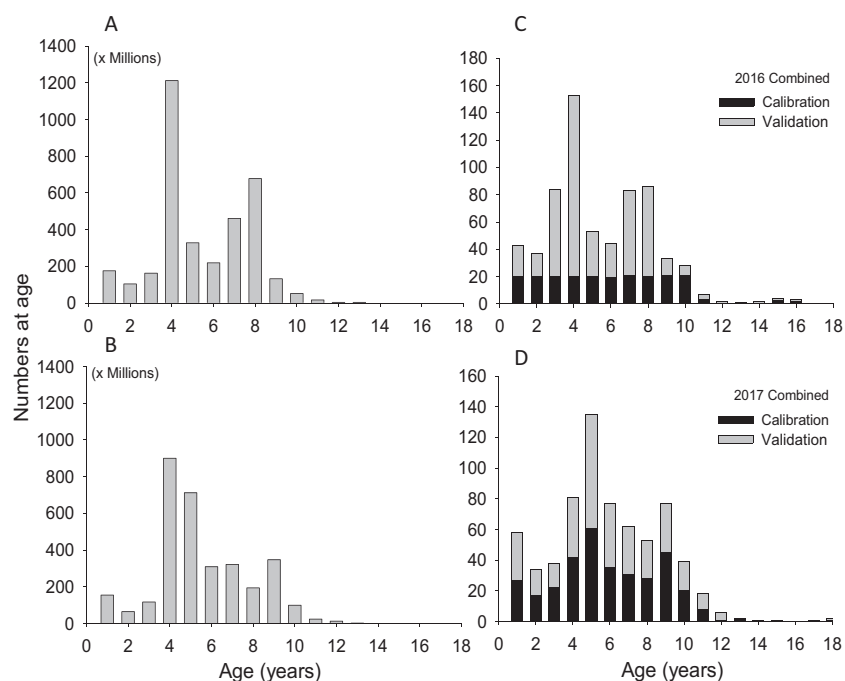 A
(x Millions)
1400
1200
1000
800
600
400
200
0
0 2 4 6 8 10 12 14 16 18
C
2016 Combined
Calibration
Validation
180
160
140
120
100
80
60
40
20
0
0 2 4 6 8 10 12 14 16 18
Numbers at age
B
(x Millions)
1400
1200
1000
800
600
400
200
0
0 2 4 6 8 10 12 14 16 18
Age (years)
D
2017 Combined
Calibration
Validation
160
140
120
100
80
60
40
20
0
0 2 4 6 8 10 12 14 16 18
Age (years)